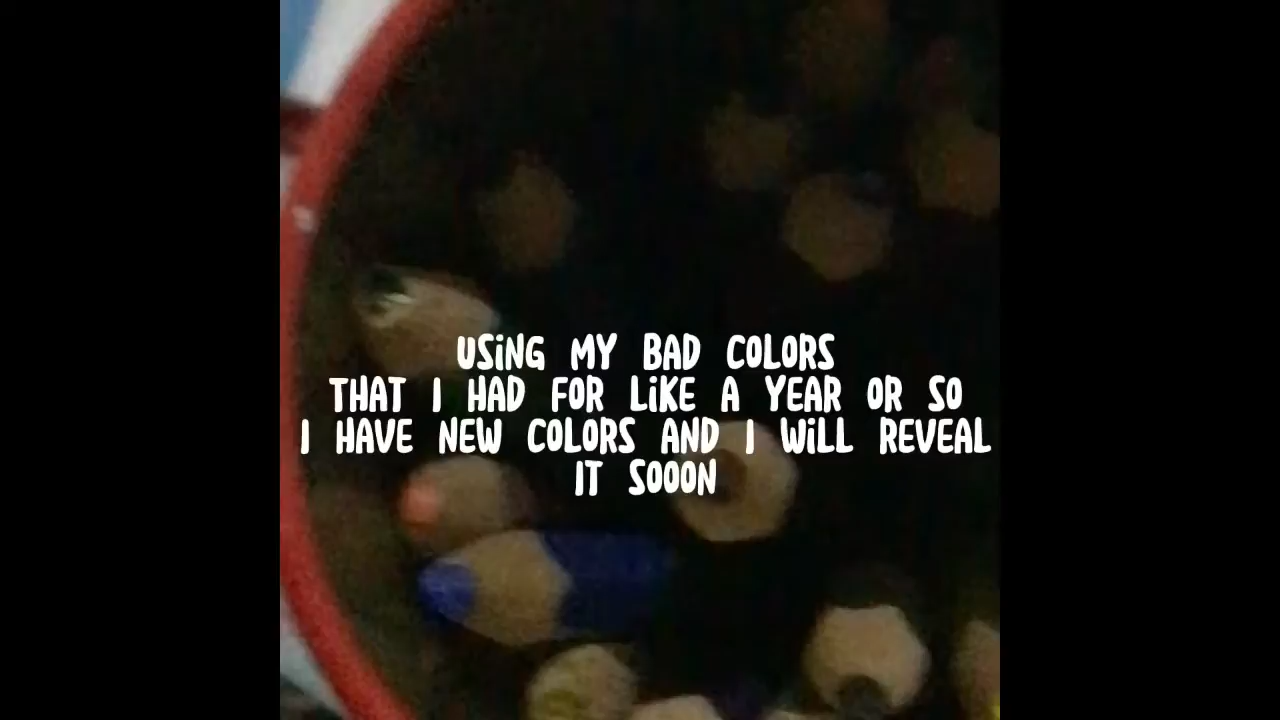 USiNG MY BAD COLORS
THAT I HAD FOR LiKE A YEAR OR SO
I HAVE NEW COLORS AND I WiLL REVEAL
IT SOOON